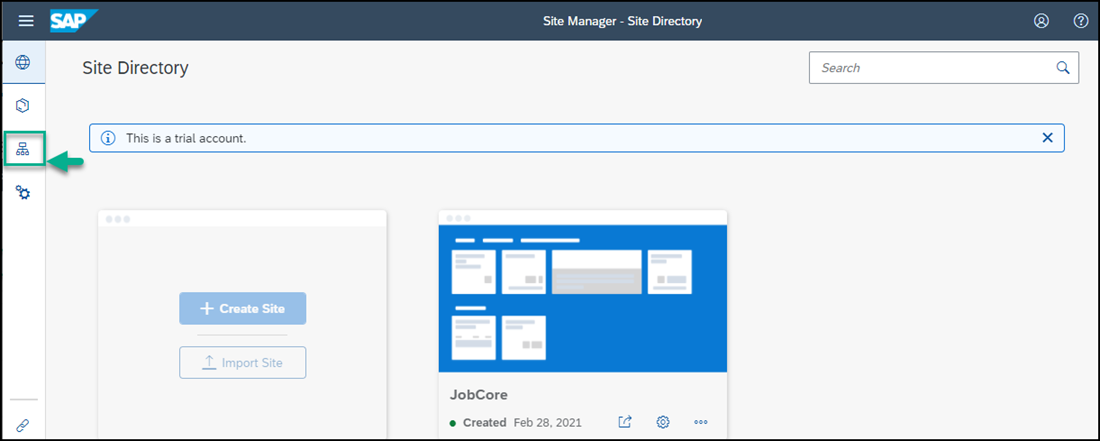 SAP
Site Manager - Site Directory
Site Directory
Search
This is a trial account.
+ Create Site
Import Site
JobCore
Created Feb 28, 2021